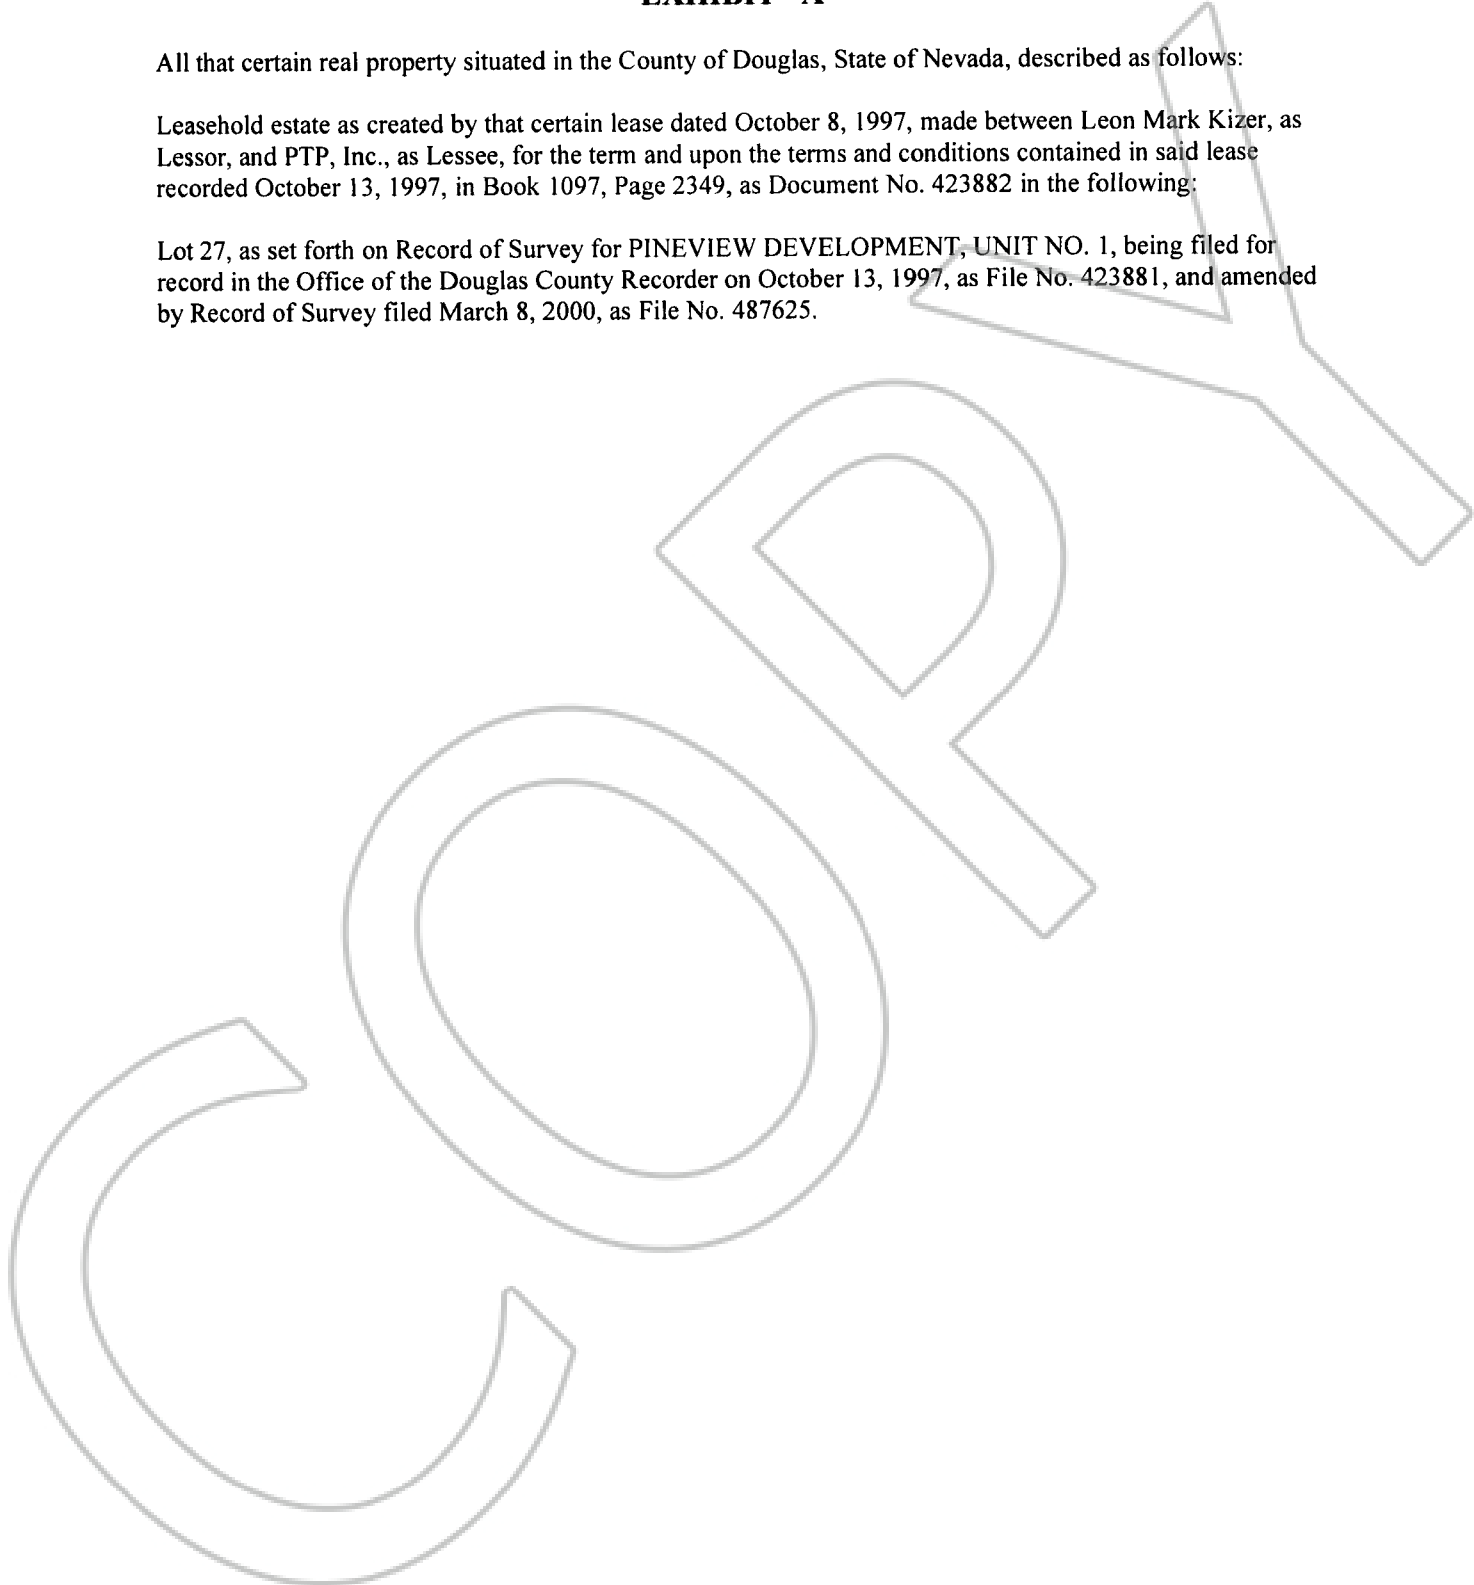 EXHIBIT "A"
All that certain real property situated in the County of Douglas, State of Nevada, described as follows:
Leasehold estate as created by that certain lease dated October 8, 1997, made between Leon Mark Kizer, as
Lessor, and PTP, Inc., as Lessee, for the term and upon the terms and conditions contained in said lease
recorded October 13, 1997, in Book 1097, Page 2349, as Document No. 423882 in the following:
Lot 27, as set forth on Record of Survey for PINEVIEW DEVELOPMENT, UNIT NO. 1, being filed for
record in the Office of the Douglas County Recorder on October 13, 1997, as File No. 423881, and amended
by Record of Survey filed March 8, 2000, as File No. 487625.
COPY